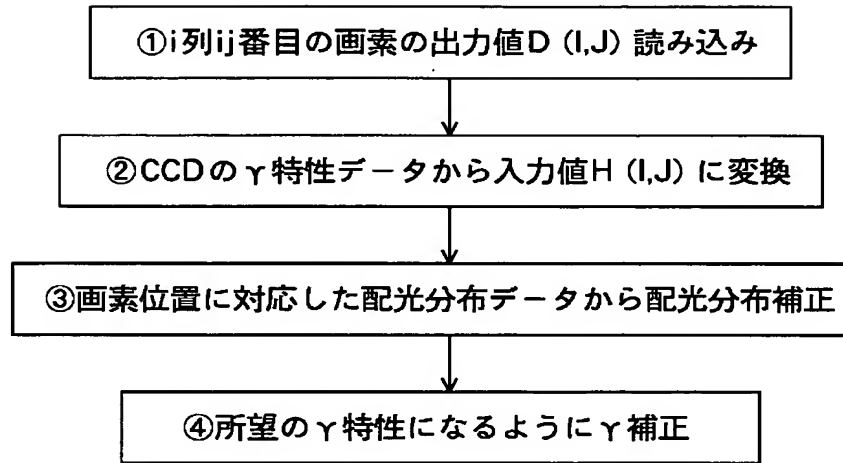 ①i列ij番目の画素の出力値D (I,J) 読み込み
②CCDのγ特性データから入力値H (I,J) に変換
③画素位置に対応した配光分布データから配光分布補正
④所望のγ特性になるようにγ補正